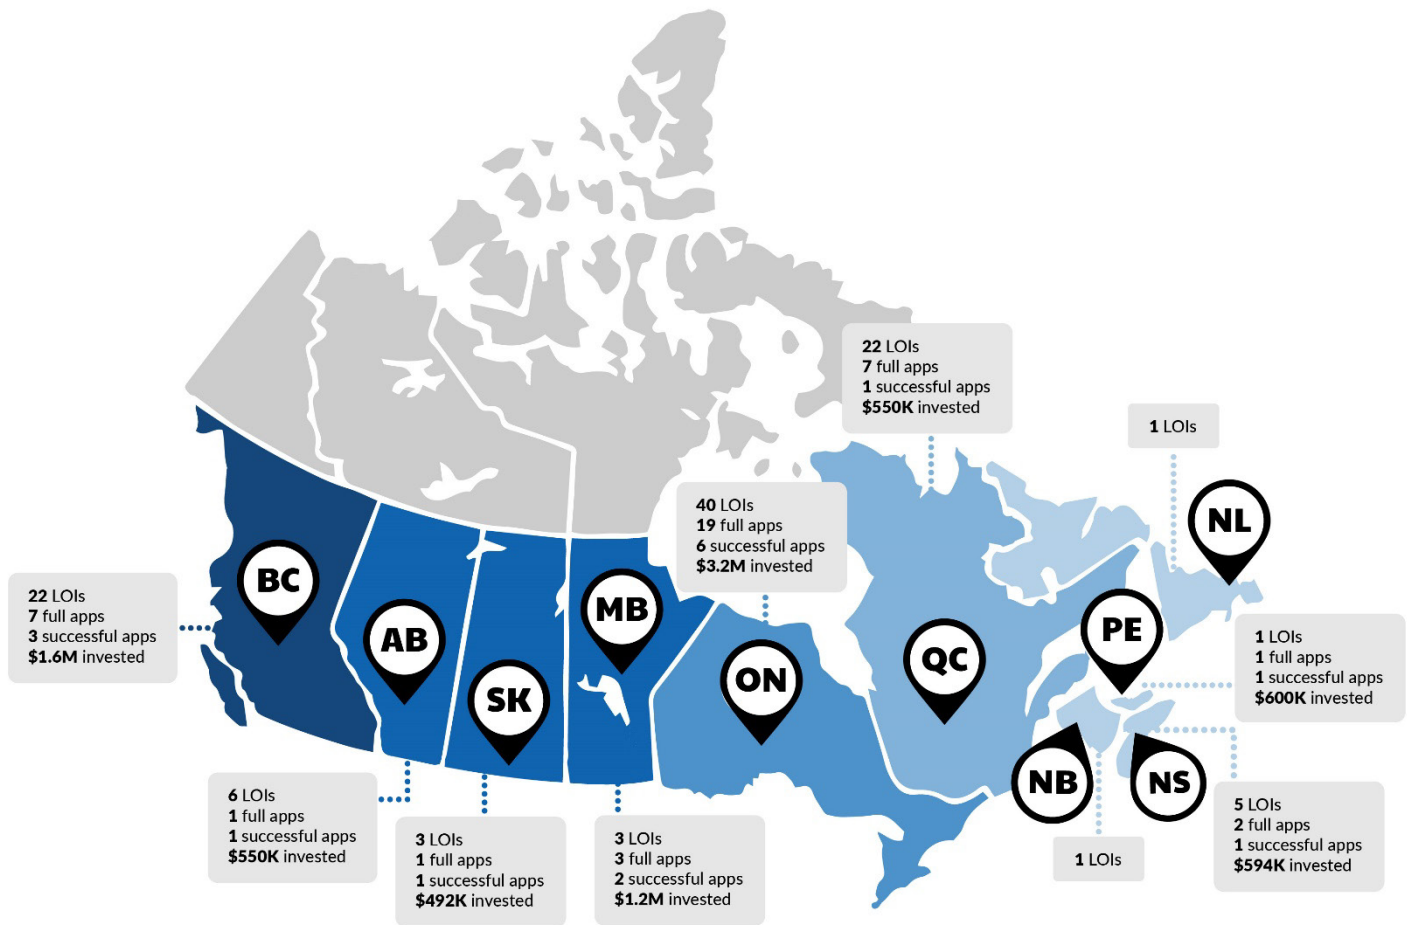 22 LOIs
7 full apps
1 successful apps
$550K invested
1 LOIs
40 LOIs
19 full apps
6 successful apps
$3.2M invested
NL
BC
22 LOIs
7 full apps
3 successful apps
$1.6M invested
AB
SK
MB
ON
QC
PE
1 LOIs
1 full apps
1 successful apps
$600K invested
NB
NS
6 LOIs
1 full apps
1 successful apps
$550K invested
3 LOIs
1 full apps
1 successful apps
$492K invested
3 LOIs
3 full apps
2 successful apps
$1.2M invested
1 LOIs
5 LOIs
2 full apps
1 successful apps
$594K invested